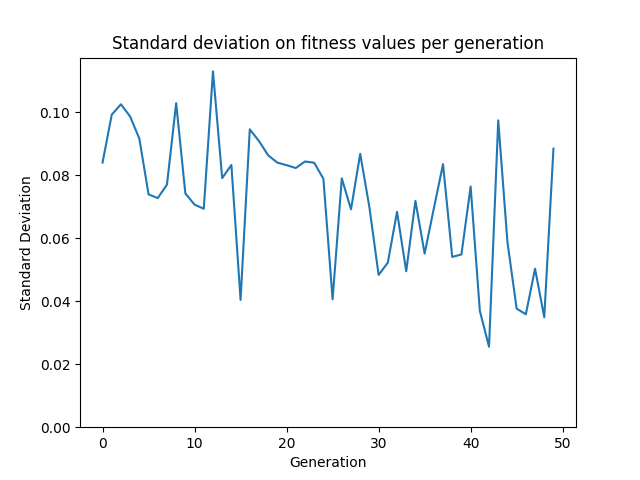 Standard deviation on fitness values per generation
Standard Deviation
0.10
0.08
0.06
0.04
0.02
0.00
0 10 20 30 40 50
Generation